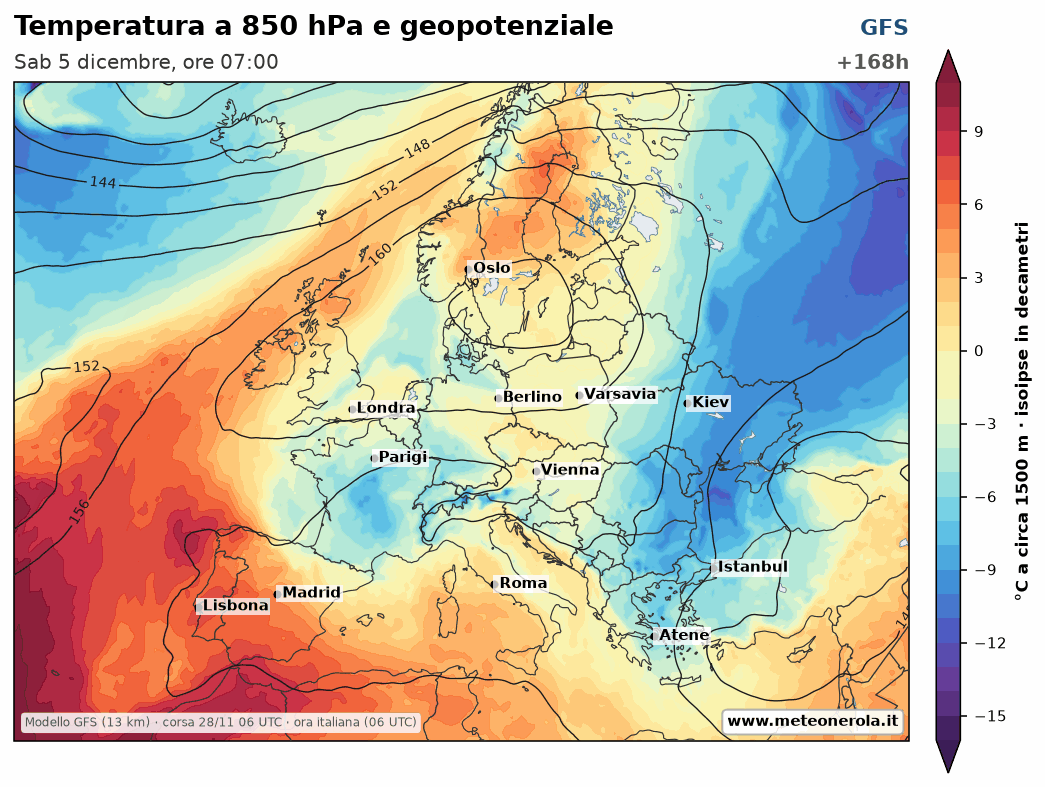 Temperatura a 850 hPa e geopotenziale
GFS
Sab 5 dicembre, ore 07:00
+168h
148
144
152
160
Oslo
152
Berlino
Varsavia
Kiev
Londra
Parigi
Vienna
156
Istanbul
Roma
Madrid
Lisbona
Atene
Modello GFS (13 km) · corsa 28/11 06 UTC · ora italiana (06 UTC)
www.meteonerola.it
9
6
3
0
−3
−6
−9
−12
−15
°C a circa 1500 m · isoipse in decametri